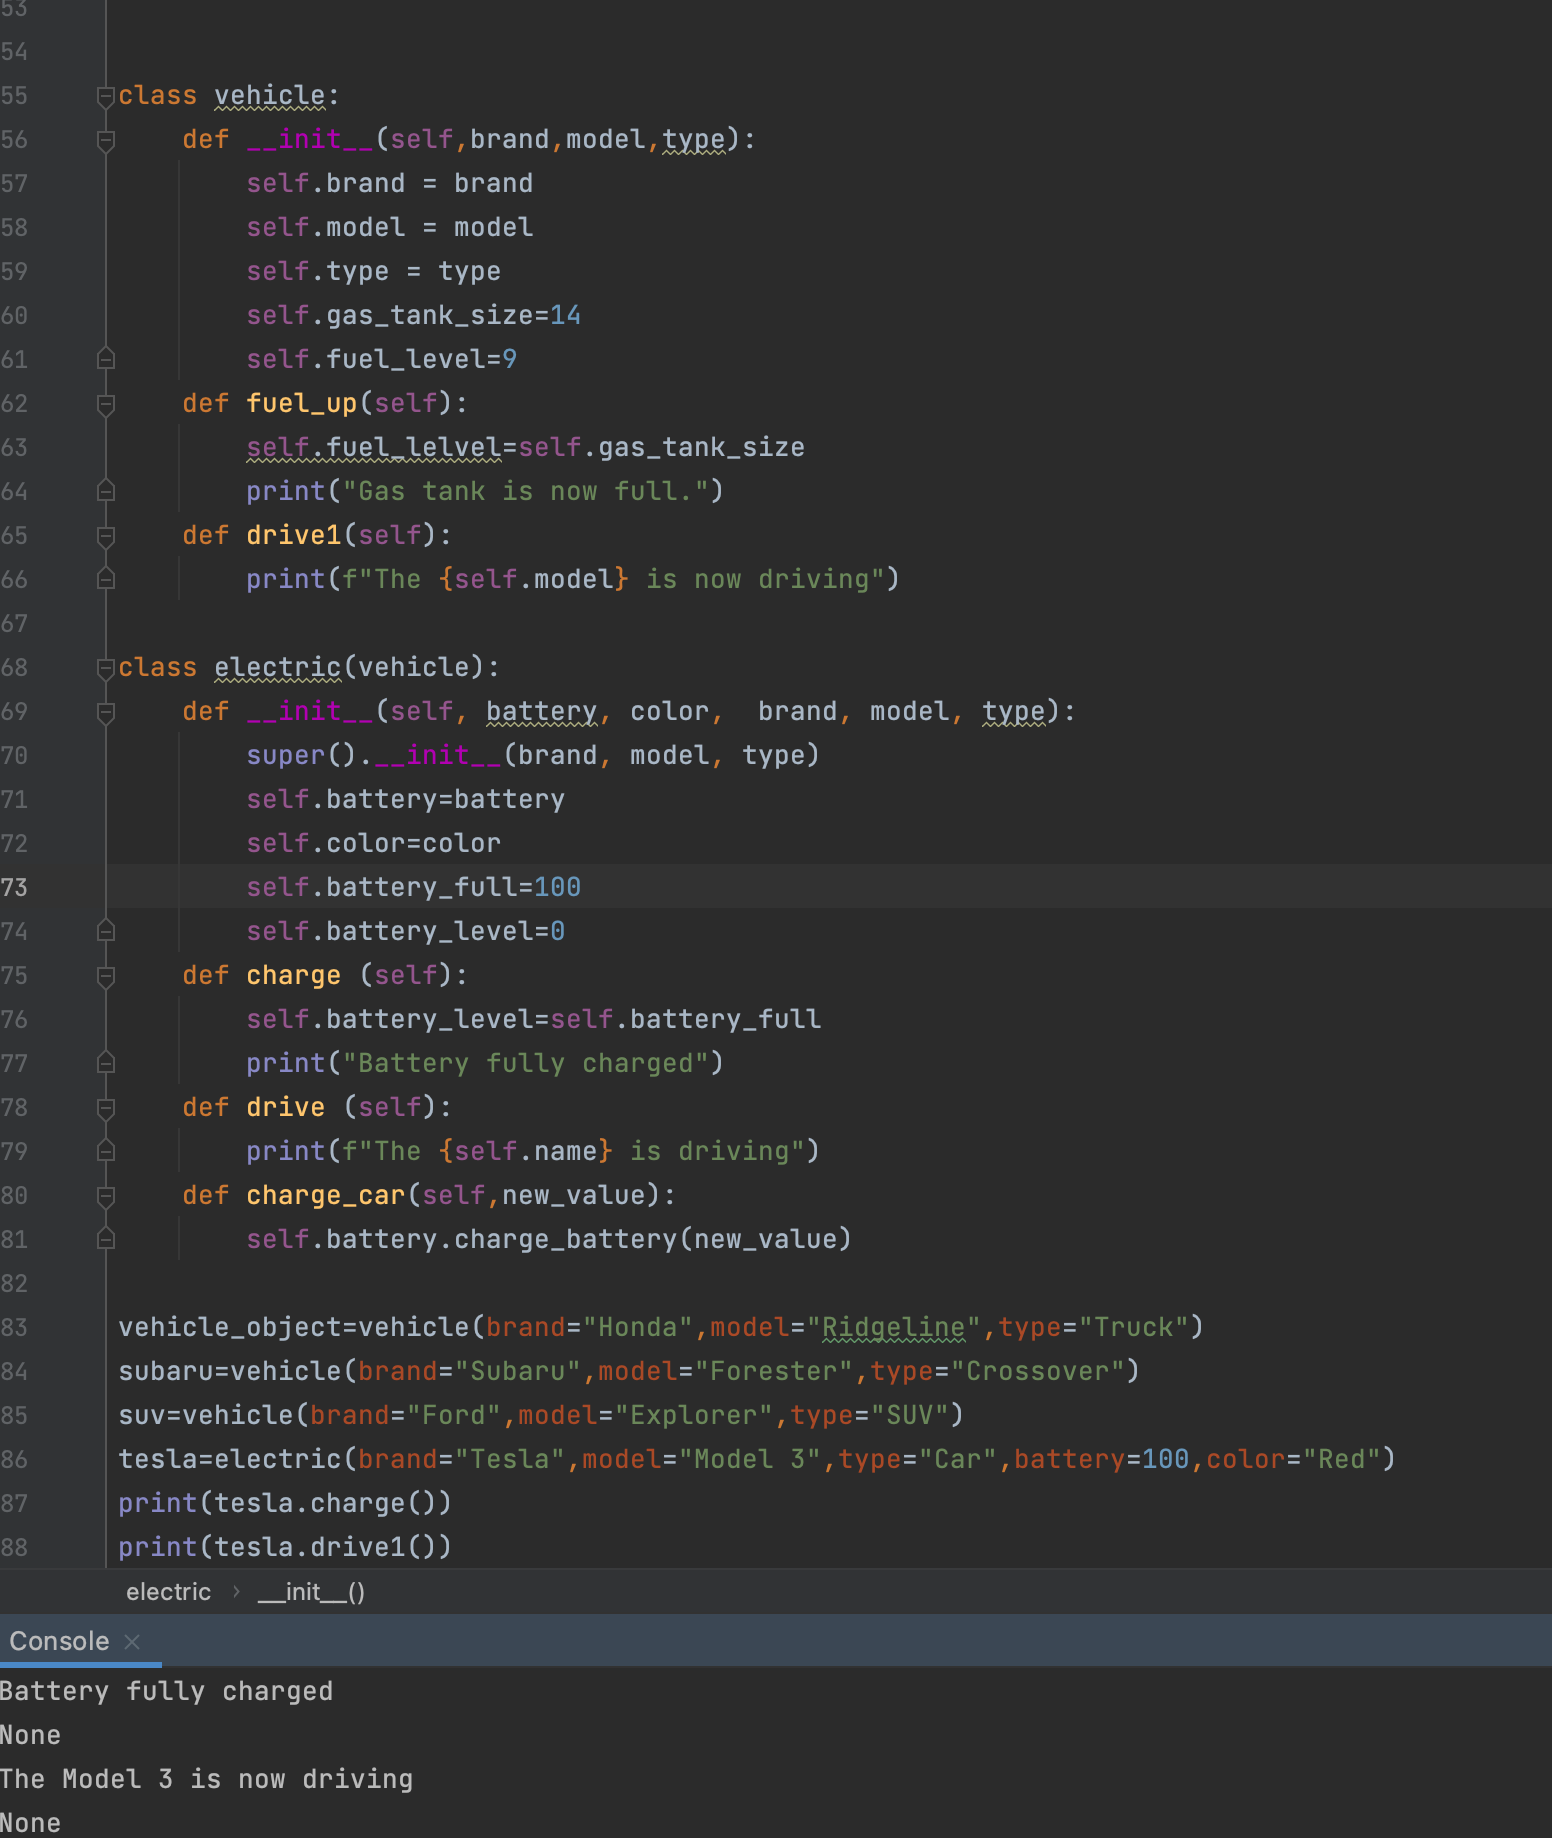 53
54
55 class vehicle:
56     def __init__(self,brand,model,type):
57         self.brand = brand
58         self.model = model
59         self.type = type
60         self.gas_tank_size=14
61         self.fuel_level=9
62     def fuel_up(self):
63         self.fuel_lelvel=self.gas_tank_size
64         print("Gas tank is now full.")
65     def drive1(self):
66         print(f"The {self.model} is now driving")
67
68 class electric(vehicle):
69     def __init__(self, battery, color,  brand, model, type):
70         super().__init__(brand, model, type)
71         self.battery=battery
72         self.color=color
73         self.battery_full=100
74         self.battery_level=0
75     def charge (self):
76         self.battery_level=self.battery_full
77         print("Battery fully charged")
78     def drive (self):
79         print(f"The {self.name} is driving")
80     def charge_car(self,new_value):
81         self.battery.charge_battery(new_value)
82
83 vehicle_object=vehicle(brand="Honda",model="Ridgeline",type="Truck")
84 subaru=vehicle(brand="Subaru",model="Forester",type="Crossover")
85 suv=vehicle(brand="Ford",model="Explorer",type="SUV")
86 tesla=electric(brand="Tesla",model="Model 3",type="Car",battery=100,color="Red")
87 print(tesla.charge())
88 print(tesla.drive1())
electric › __init__()
Console ×
Battery fully charged
None
The Model 3 is now driving
None